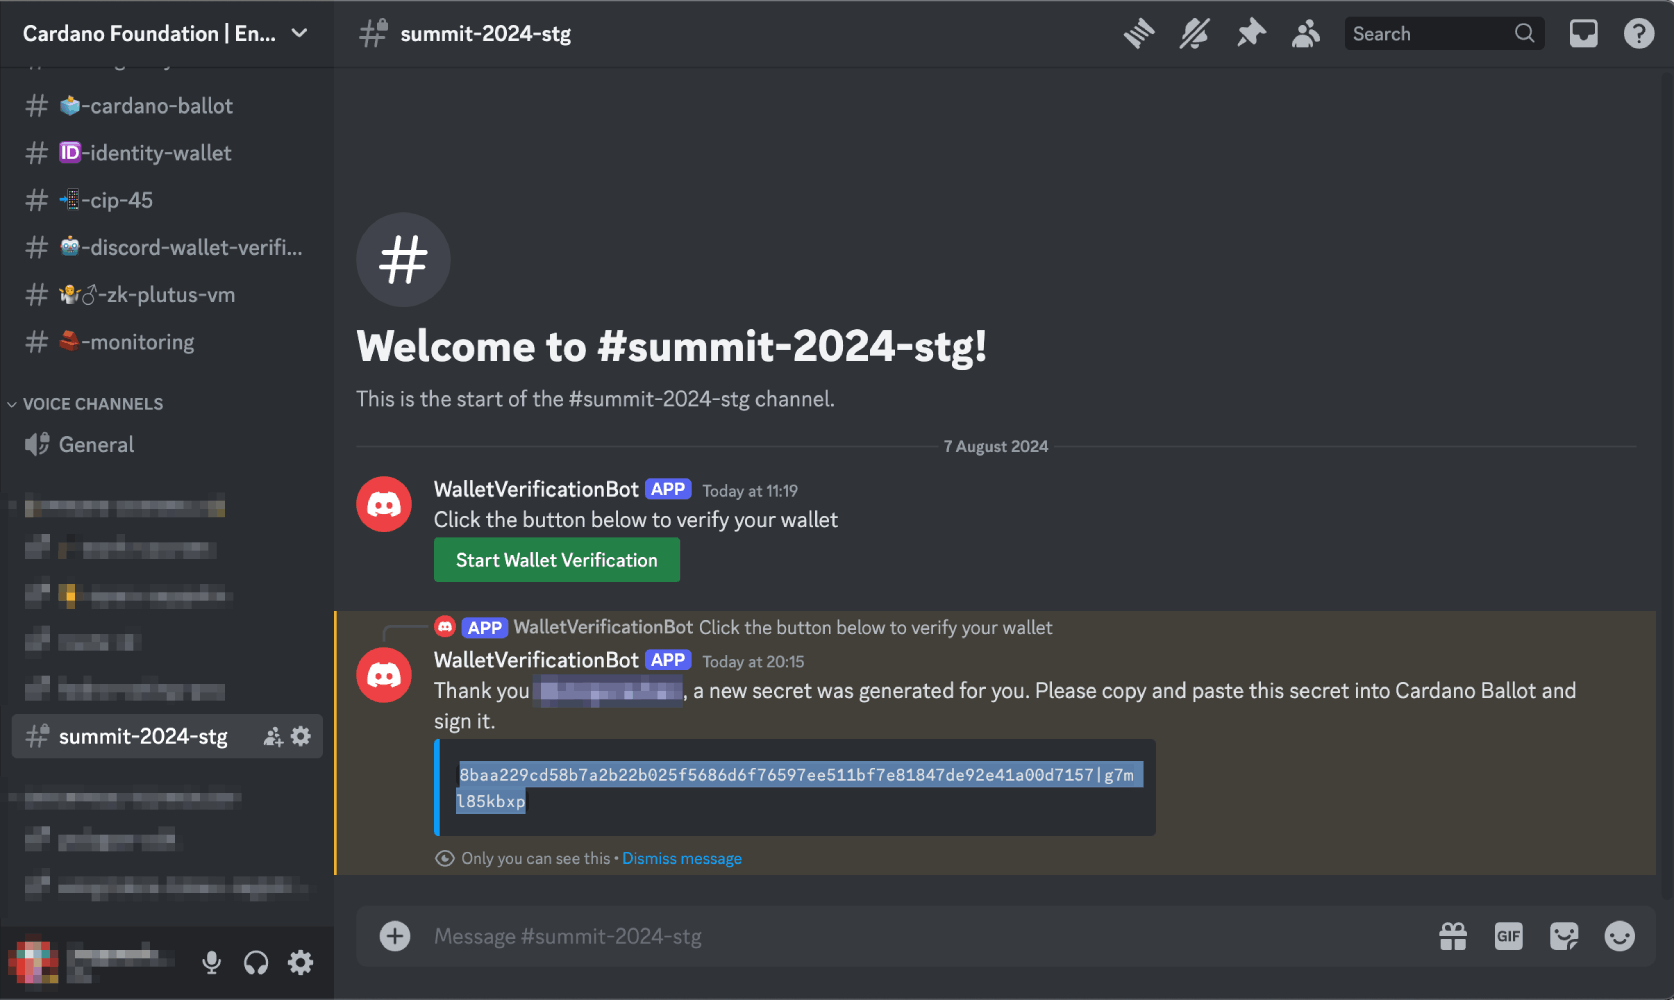 Cardano Foundation | En...
-cardano-ballot
ID-identity-wallet
-cip-45
-discord-wallet-verifi...
-zk-plutus-vm
-monitoring
VOICE CHANNELS
General
summit-2024-stg
summit-2024-stg
Search
Welcome to #summit-2024-stg!
This is the start of the #summit-2024-stg channel.
7 August 2024
WalletVerificationBot APP Today at 11:19
Click the button below to verify your wallet
Start Wallet Verification
APP WalletVerificationBot Click the button below to verify your wallet
WalletVerificationBot APP Today at 20:15
Thank you , a new secret was generated for you. Please copy and paste this secret into Cardano Ballot and
sign it.
8baa229cd58b7a2b22b025f5686d6f76597ee511bf7e81847de92e41a00d7157|g7m
l85kbxp
Only you can see this • Dismiss message
Message #summit-2024-stg
GIF